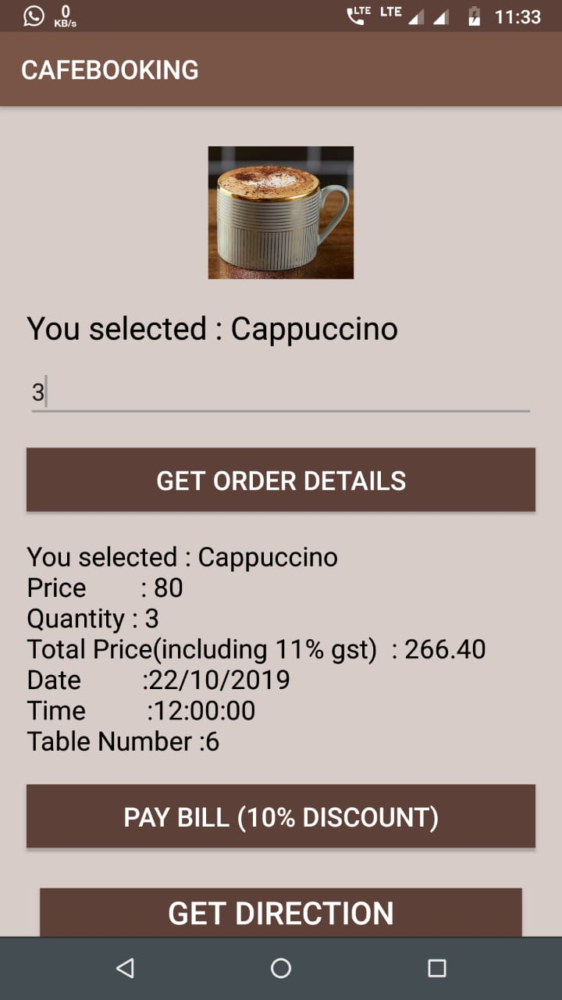 0
KB/s
LTE LTE 11:33
CAFEBOOKING
You selected : Cappuccino
3
GET ORDER DETAILS
You selected : Cappuccino
Price : 80
Quantity : 3
Total Price(including 11% gst) : 266.40
Date :22/10/2019
Time :12:00:00
Table Number :6
PAY BILL (10% DISCOUNT)
GET DIRECTION